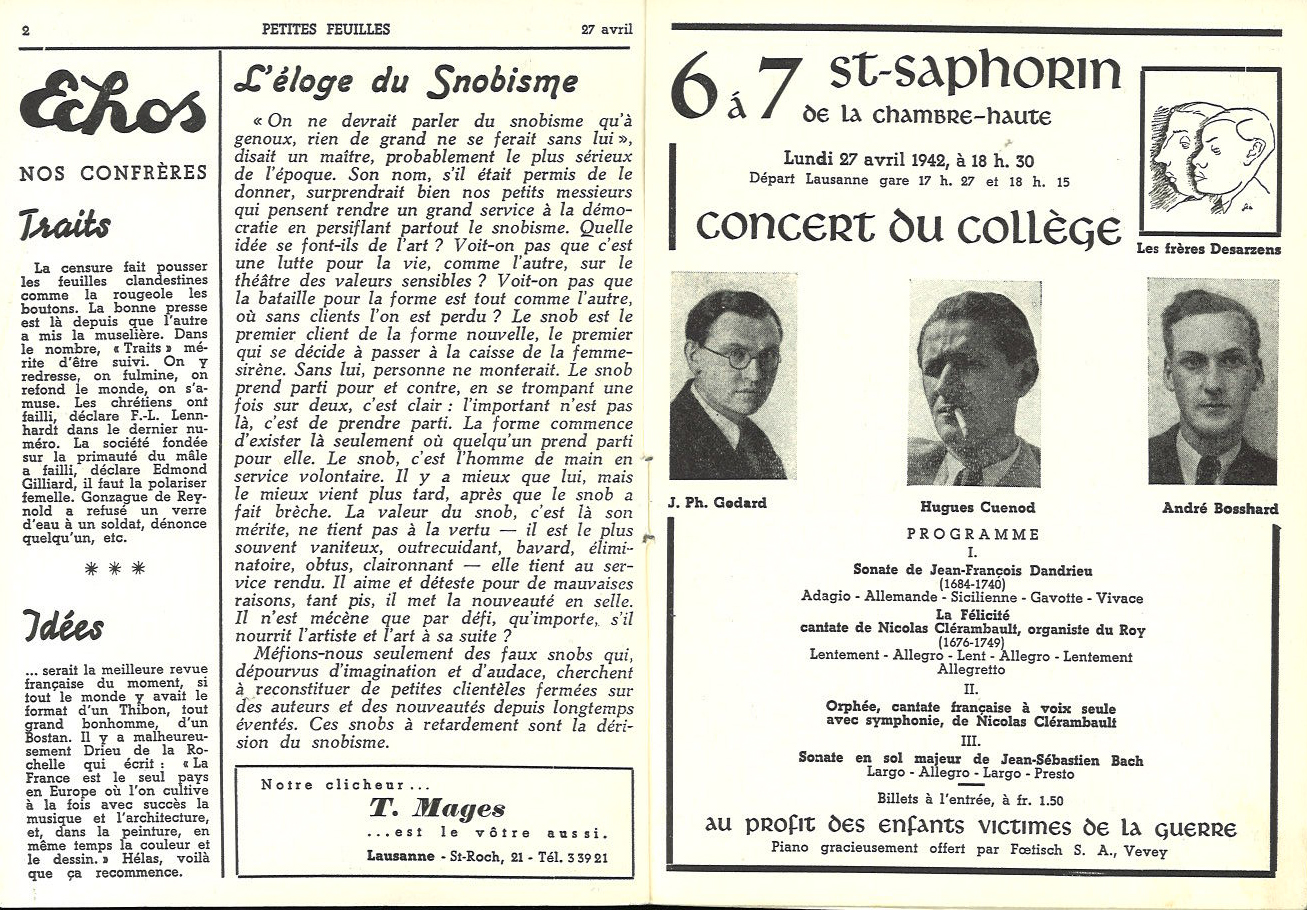 2
PETITES FEUILLES
27 avril
Echos
NOS CONFRÈRES
Traits
La censure fait pousser
les feuilles clandestines
comme la rougeole les
boutons. La bonne presse
est là depuis que l'autre
a mis la muselière. Dans
le nombre, « Traits » mé-
rite d'être suivi. On y
redresse, on fulmine, on
refond le monde, on s'a-
muse. Les chrétiens ont
failli, déclare F.-L. Lenn-
hardt dans le dernier nu-
méro. La société fondée
sur la primauté du mâle
a failli, déclare Edmond
Gilliard, il faut la polariser
femelle. Gonzague de Rey-
nold a refusé un verre
d'eau à un soldat, dénonce
quelqu'un, etc.
* * *
Idées
... serait la meilleure revue
française du moment, si
tout le monde y avait le
format d'un Thibon, tout
grand bonhomme, d'un
Bostan. Il y a malheureu-
sement Drieu de la Ro-
chelle qui écrit : « La
France est le seul pays
en Europe où l'on cultive
à la fois avec succès la
musique et l'architecture,
et, dans la peinture, en
même temps la couleur et
le dessin. » Hélas, voilà
que ça recommence.
L'éloge du Snobisme
« On ne devrait parler du snobisme qu'à
genoux, rien de grand ne se ferait sans lui »,
disait un maître, probablement le plus sérieux
de l'époque. Son nom, s'il était permis de le
donner, surprendrait bien nos petits messieurs
qui pensent rendre un grand service à la démo-
cratie en persiflant partout le snobisme. Quelle
idée se font-ils de l'art ? Voit-on pas que c'est
une lutte pour la vie, comme l'autre, sur le
théâtre des valeurs sensibles ? Voit-on pas que
la bataille pour la forme est tout comme l'autre,
où sans clients l'on est perdu ? Le snob est le
premier client de la forme nouvelle, le premier
qui se décide à passer à la caisse de la femme-
sirène. Sans lui, personne ne monterait. Le snob
prend parti pour et contre, en se trompant une
fois sur deux, c'est clair : l'important n'est pas
là, c'est de prendre parti. La forme commence
d'exister là seulement où quelqu'un prend parti
pour elle. Le snob, c'est l'homme de main en
service volontaire. Il y a mieux que lui, mais
le mieux vient plus tard, après que le snob a
fait brèche. La valeur du snob, c'est là son
mérite, ne tient pas à la vertu — il est le plus
souvent vaniteux, outrecuidant, bavard, élimi-
natoire, obtus, claironnant — elle tient au ser-
vice rendu. Il aime et déteste pour de mauvaises
raisons, tant pis, il met la nouveauté en selle.
Il n'est mécène que par défi, qu'importe, s'il
nourrit l'artiste et l'art à sa suite ?
Méfions-nous seulement des faux snobs qui,
dépourvus d'imagination et d'audace, cherchent
à reconstituer de petites clientèles fermées sur
des auteurs et des nouveautés depuis longtemps
éventés. Ces snobs à retardement sont la déri-
sion du snobisme.
Notre clicheur...
T. Mages
...est le vôtre aussi.
Lausanne - St-Roch, 21 - Tél. 3 39 21
6 à 7 st-saphorin
de la chambre-haute
Lundi 27 avril 1942, à 18 h. 30
Départ Lausanne gare 17 h. 27 et 18 h. 15
concert du collège
Les frères Desarzens
J. Ph. Godard
Hugues Cuenod
André Bosshard
PROGRAMME
I.
Sonate de Jean-François Dandrieu
(1684-1740)
Adagio - Allemande - Sicilienne - Gavotte - Vivace
La Félicité
cantate de Nicolas Clérambault, organiste du Roy
(1676-1749)
Lentement - Allegro - Lent - Allegro - Lentement
Allegretto
II.
Orphée, cantate française à voix seule
avec symphonie, de Nicolas Clérambault
III.
Sonate en sol majeur de Jean-Sébastien Bach
Largo - Allegro - Largo - Presto
Billets à l'entrée, à fr. 1.50
au profit des enfants victimes de la guerre
Piano gracieusement offert par Fœtisch S. A., Vevey